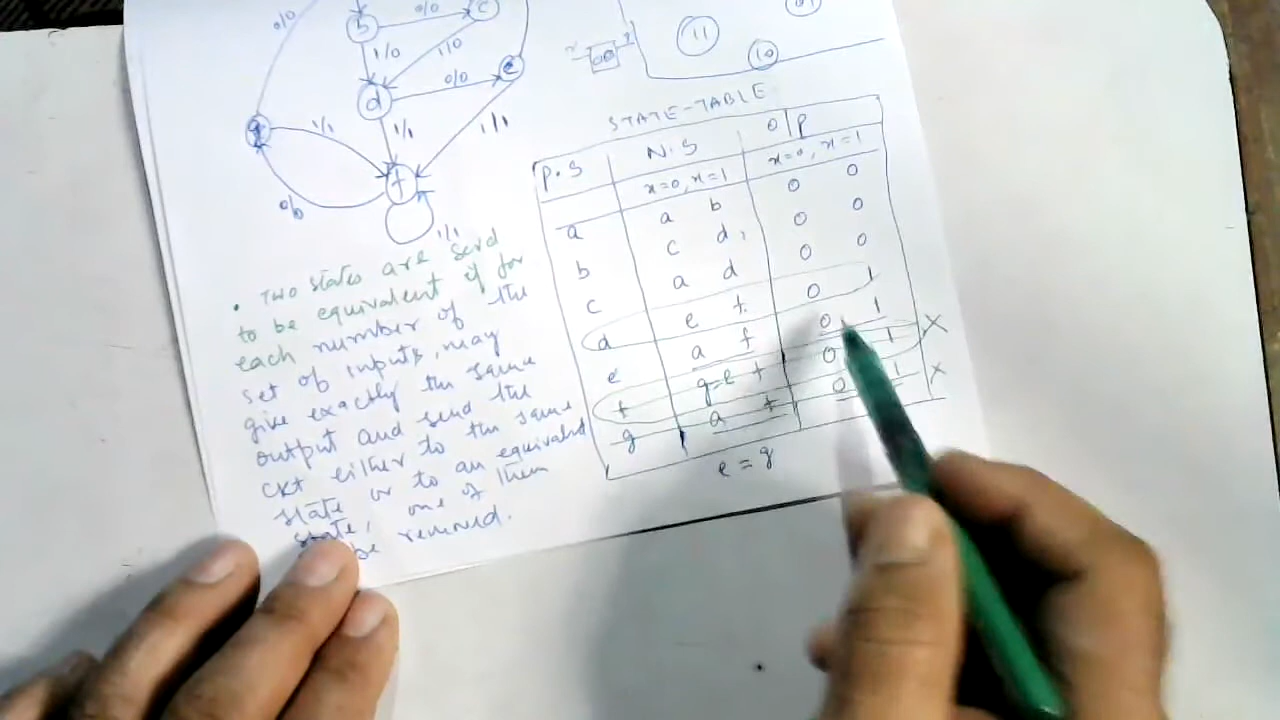 0/0
b
0/0
c
1/0
1/0
d
0/0
e
1/1
1/1
1/1
f
0/0
1/1
11
10
STATE-TABLE
P.S N.S O/P
x=0, x=1 x=0, x=1
a a b 0 0
b c d 0 0
c a d 0 0
d e f 0 1
e a f 0 1
f g=e f 0 1 X
g a f 0 1 X
e = g
• Two states are said
to be equivalent if for
each number of the
set of inputs, may
give exactly the same
output and send the
ckt either to the same
state or to an equivalent
state, one of them
be removed.